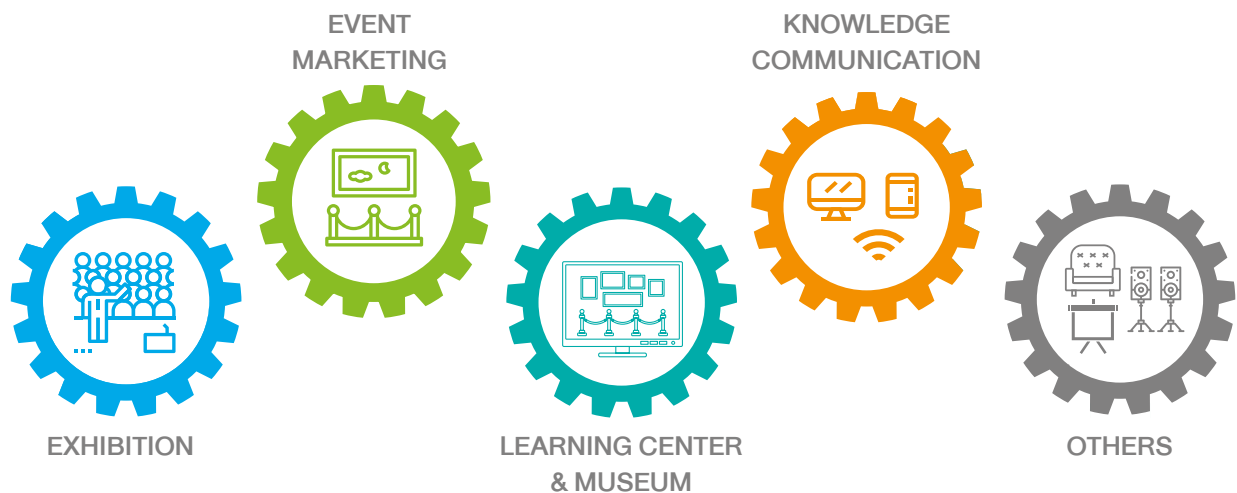 EVENT
MARKETING
KNOWLEDGE
COMMUNICATION
EXHIBITION
LEARNING CENTER
& MUSEUM
OTHERS